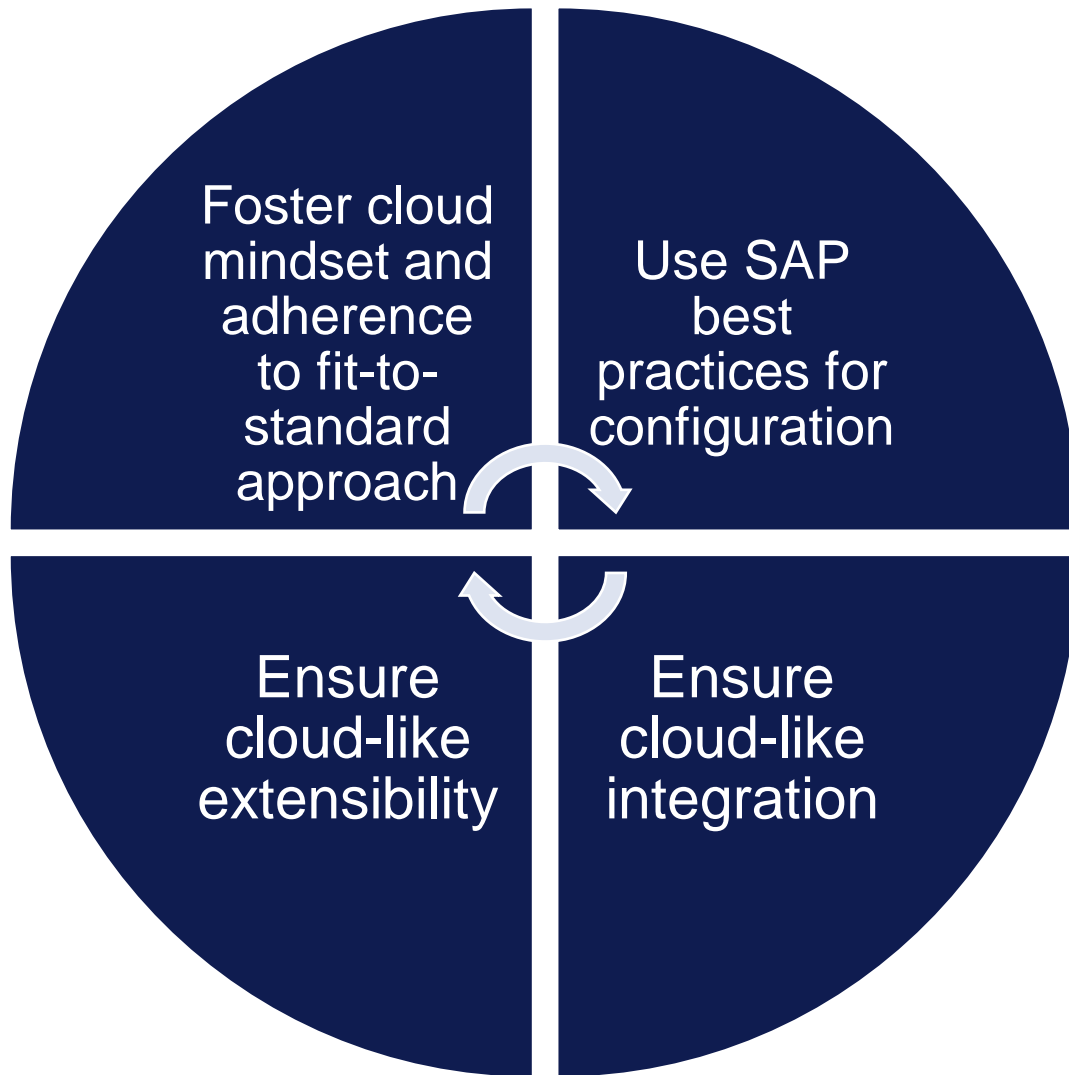 Foster cloud
mindset and
adherence
to fit-to-
standard
approach
Use SAP
best
practices for
configuration
Ensure
cloud-like
extensibility
Ensure
cloud-like
integration